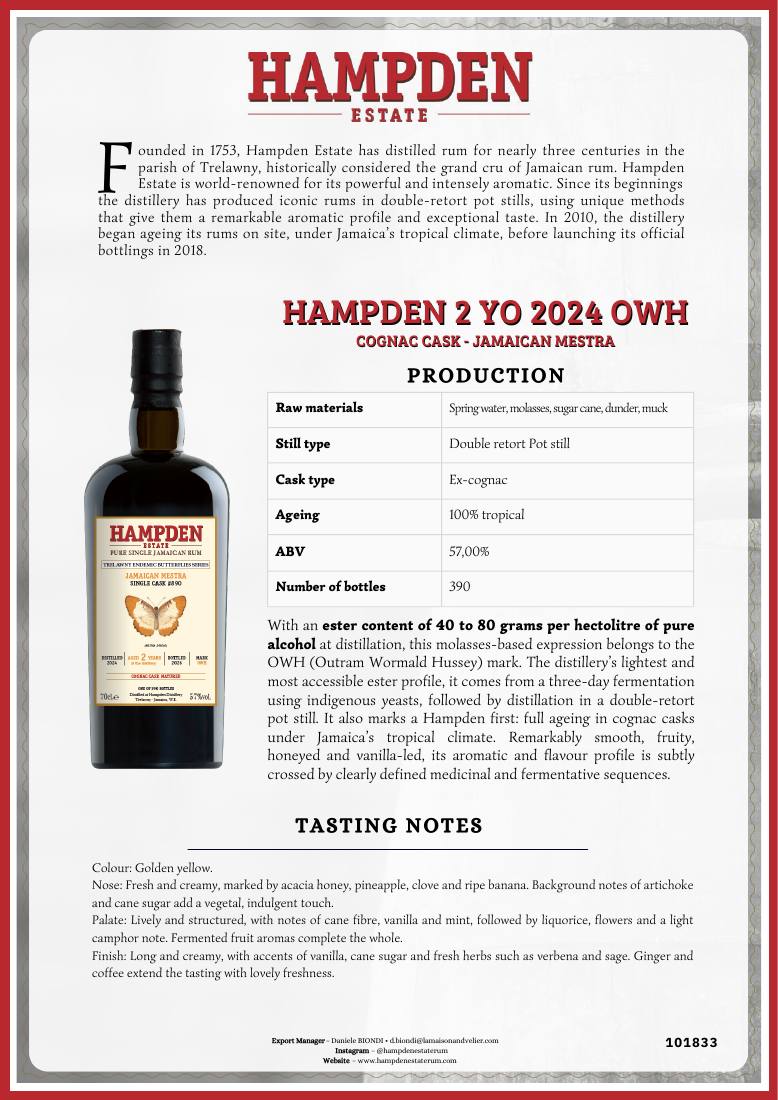 HAMPDEN
ESTATE
Founded in 1753, Hampden Estate has distilled rum for nearly three centuries in the
parish of Trelawny, historically considered the grand cru of Jamaican rum. Hampden
Estate is world-renowned for its powerful and intensely aromatic. Since its beginnings
the distillery has produced iconic rums in double-retort pot stills, using unique methods
that give them a remarkable aromatic profile and exceptional taste. In 2010, the distillery
began ageing its rums on site, under Jamaica's tropical climate, before launching its official
bottlings in 2018.
HAMPDEN 2 YO 2024 OWH
COGNAC CASK - JAMAICAN MESTRA
PRODUCTION
Raw materials Spring water, molasses, sugar cane, dunder, muck
Still type Double retort Pot still
Cask type Ex-cognac
Ageing 100% tropical
ABV 57,00%
Number of bottles 390
HAMPDEN
ESTATE
PURE SINGLE JAMAICAN RUM
TRELAWNY ENDEMIC BUTTERFLIES SERIES
JAMAICAN MESTRA
SINGLE CASK #890
DISTILLED 2024 AGED 2 YEARS BOTTLED 2026 MARK OWH
COGNAC CASK MATURED
ONE OF 390 BOTTLES
70cl.e Distilled at Hampden Distillery 57%vol.
Trelawny - Jamaica, W.I.
With an ester content of 40 to 80 grams per hectolitre of pure
alcohol at distillation, this molasses-based expression belongs to the
OWH (Outram Wormald Hussey) mark. The distillery's lightest and
most accessible ester profile, it comes from a three-day fermentation
using indigenous yeasts, followed by distillation in a double-retort
pot still. It also marks a Hampden first: full ageing in cognac casks
under Jamaica's tropical climate. Remarkably smooth, fruity,
honeyed and vanilla-led, its aromatic and flavour profile is subtly
crossed by clearly defined medicinal and fermentative sequences.
TASTING NOTES
Colour: Golden yellow.
Nose: Fresh and creamy, marked by acacia honey, pineapple, clove and ripe banana. Background notes of artichoke
and cane sugar add a vegetal, indulgent touch.
Palate: Lively and structured, with notes of cane fibre, vanilla and mint, followed by liquorice, flowers and a light
camphor note. Fermented fruit aromas complete the whole.
Finish: Long and creamy, with accents of vanilla, cane sugar and fresh herbs such as verbena and sage. Ginger and
coffee extend the tasting with lovely freshness.
Export Manager – Daniele BIONDI • d.biondi@lamaisonandvelier.com
Instagram – @hampdenestaterum
Website – www.hampdenestaterum.com
101833